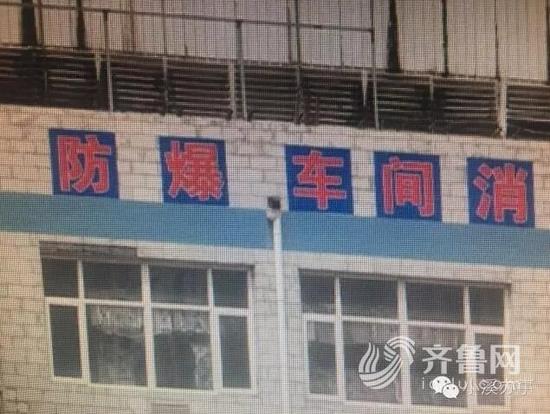 防爆 车间 消
齐鲁网